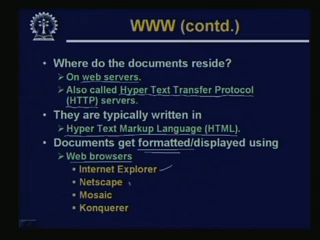 WWW (contd.)
• Where do the documents reside?
➢ On web servers.
➢ Also called Hyper Text Transfer Protocol
(HTTP) servers.
• They are typically written in
➢ Hyper Text Markup Language (HTML).
• Documents get formatted/displayed using
➢ Web browsers
▪ Internet Explorer
▪ Netscape
▪ Mosaic
▪ Konquerer